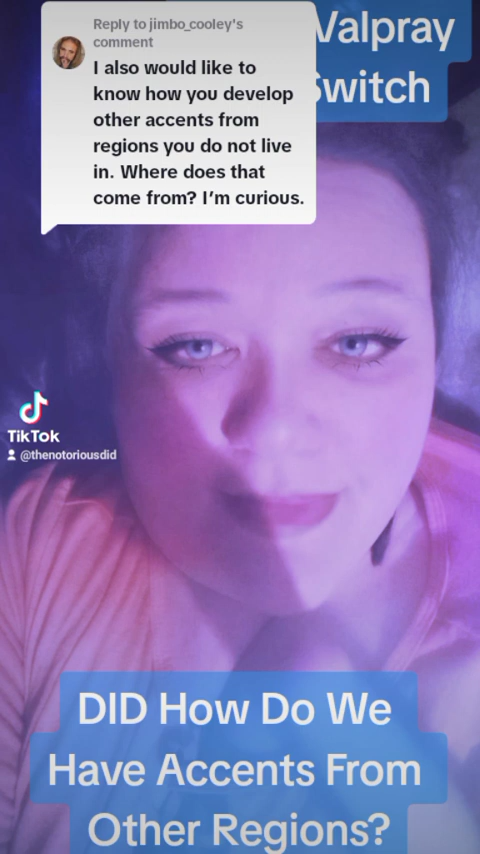 Valpray
Switch
Reply to jimbo_cooley's
comment
I also would like to
know how you develop
other accents from
regions you do not live
in. Where does that
come from? I'm curious.
TikTok
@thenotoriousdid
DID How Do We
Have Accents From
Other Regions?